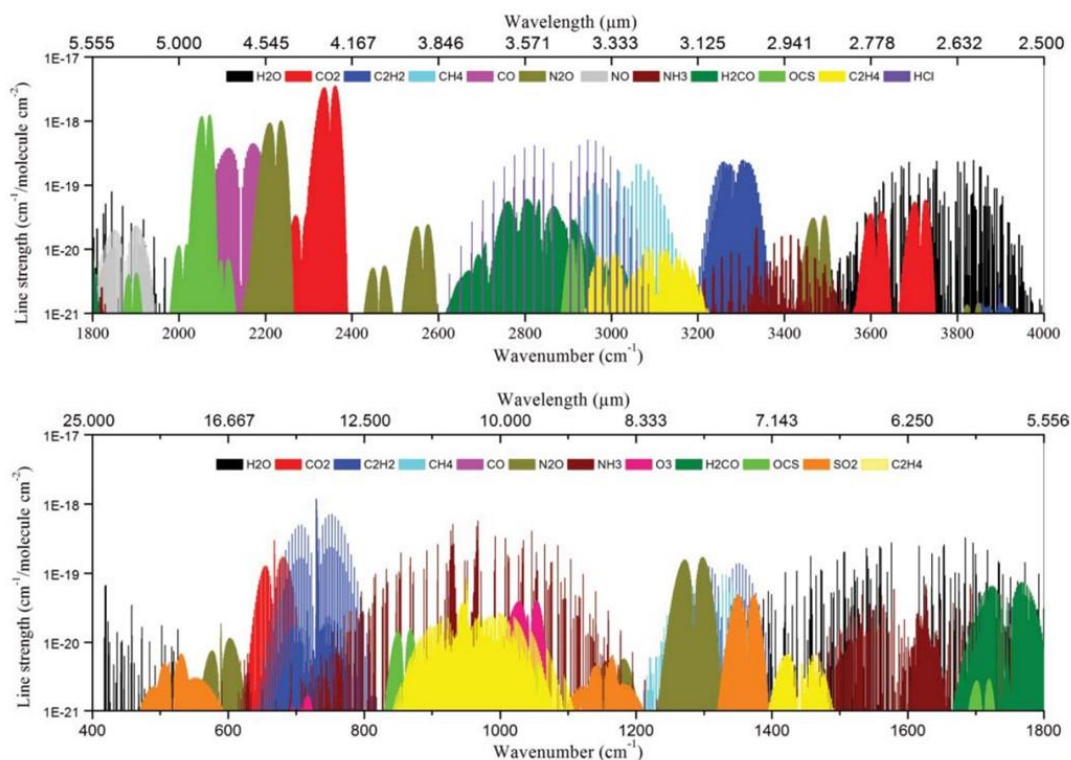 Wavelength (µm)
5.555 5.000 4.545 4.167 3.846 3.571 3.333 3.125 2.941 2.778 2.632 2.500
1E-17
H2O CO2 C2H2 CH4 CO N2O NO NH3 H2CO OCS C2H4 HCl
1E-18
1E-19
1E-20
1E-21
Line strength (cm⁻¹/molecule cm⁻²)
1800 2000 2200 2400 2600 2800 3000 3200 3400 3600 3800 4000
Wavenumber (cm⁻¹)
Wavelength (µm)
25.000 16.667 12.500 10.000 8.333 7.143 6.250 5.556
1E-17
H2O CO2 C2H2 CH4 CO N2O NH3 O3 H2CO OCS SO2 C2H4
1E-18
1E-19
1E-20
1E-21
Line strength (cm⁻¹/molecule cm⁻²)
400 600 800 1000 1200 1400 1600 1800
Wavenumber (cm⁻¹)